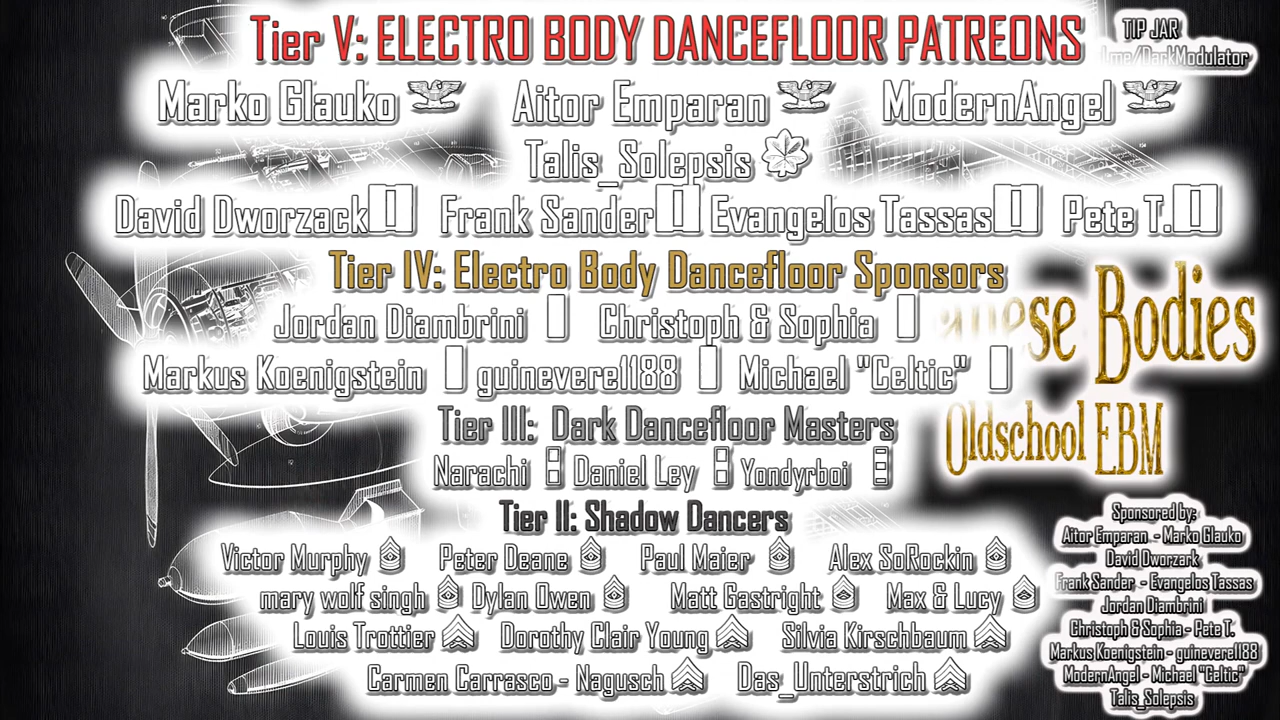 Tier V: ELECTRO BODY DANCEFLOOR PATREONS
TIP JAR
.me/DarkModulator
Marko Glauko Aitor Emparan ModernAngel
Talis_Solepsis
David Dworzack Frank Sander Evangelos Tassas Pete T.
Tier IV: Electro Body Dancefloor Sponsors
Jordan Diambrini Christoph & Sophia
Markus Koenigstein guinevere1188 Michael "Celtic"
Bodies
Tier III: Dark Dancefloor Masters
Oldschool EBM
Narachi Daniel Ley Yondyrboi
Tier II: Shadow Dancers
Victor Murphy Peter Deane Paul Maier Alex SoRockin
mary wolf singh Dylan Owen Matt Gastright Max & Lucy
Louis Trottier Dorothy Clair Young Silvia Kirschbaum
Carmen Carrasco - Nagusch Das_Unterstrich
Sponsored by:
Aitor Emparan - Marko Glauko
David Dworzark
Frank Sander - Evangelos Tassas
Jordan Diambrini
Christoph & Sophia - Pete T.
Markus Koenigstein - guinevere1188
ModernAngel - Michael "Celtic"
Talis_Solepsis